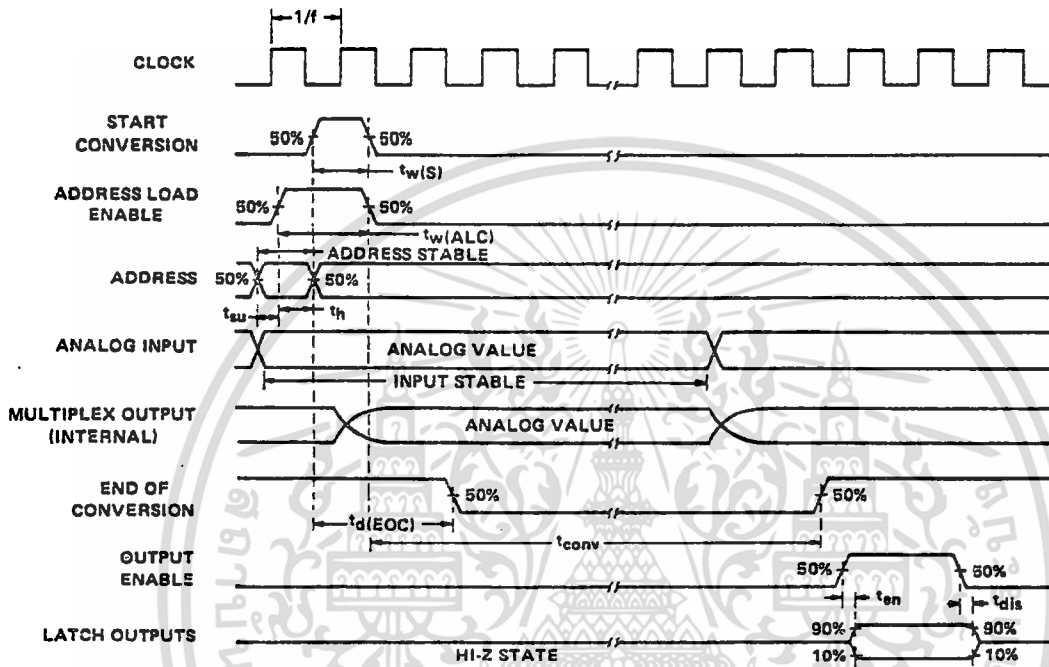 1/f
CLOCK
START
CONVERSION
50%
50%
tw(S)
ADDRESS LOAD
ENABLE
50%
50%
tw(ALC)
ADDRESS STABLE
ADDRESS
50%
50%
tsu
th
ANALOG INPUT
ANALOG VALUE
INPUT STABLE
MULTIPLEX OUTPUT
(INTERNAL)
ANALOG VALUE
END OF
CONVERSION
50%
50%
td(EOC)
tconv
OUTPUT
ENABLE
50%
50%
ten
tdis
LATCH OUTPUTS
HI-Z STATE
90%
90%
10%
10%